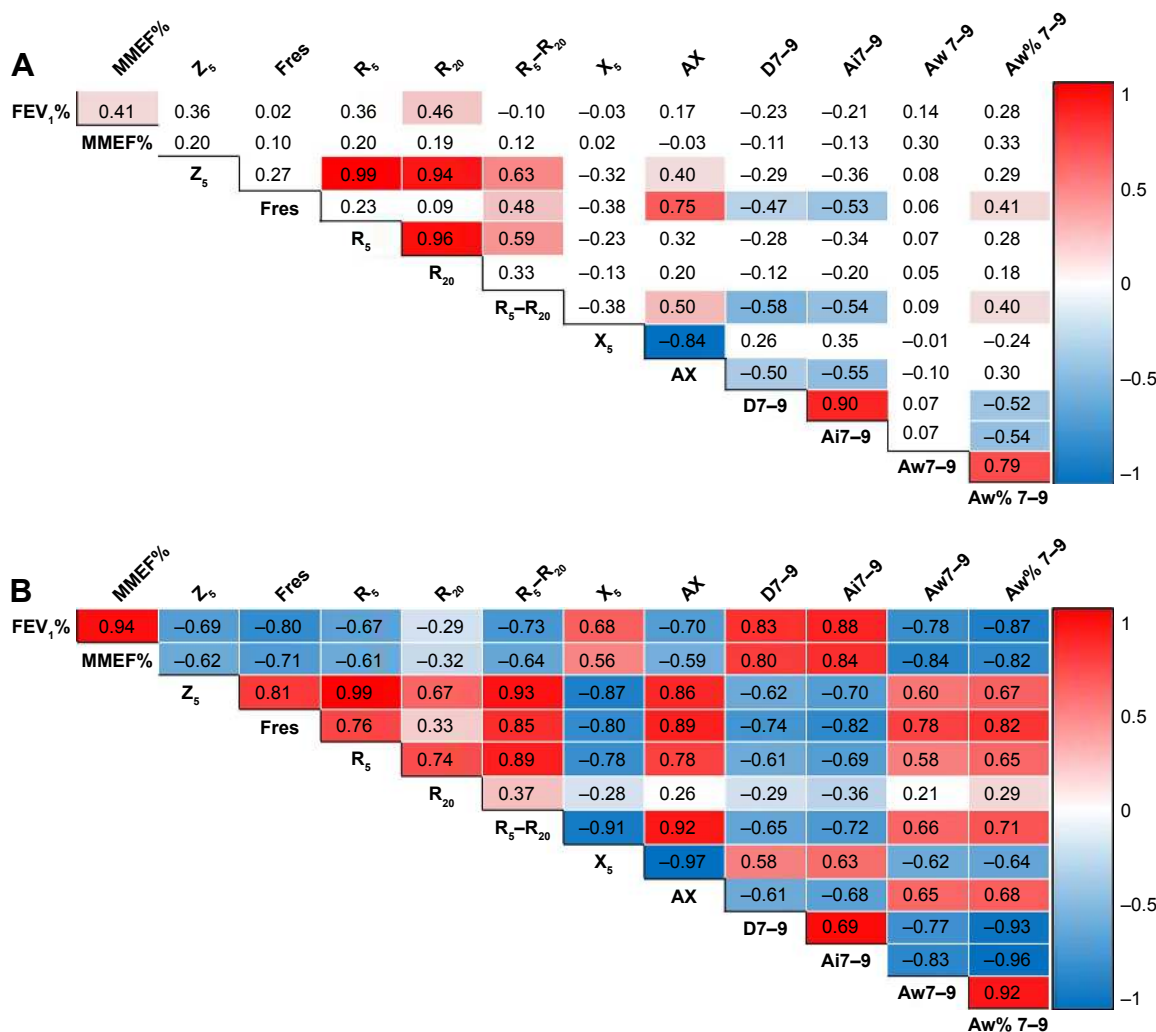 A
MMEF% Z₅ Fres R₅ R₂₀ R₅–R₂₀ X₅ AX D7–9 Ai7–9 Aw 7–9 Aw% 7–9
FEV₁% 0.41 0.36 0.02 0.36 0.46 –0.10 –0.03 0.17 –0.23 –0.21 0.14 0.28
MMEF% 0.20 0.10 0.20 0.19 0.12 0.02 –0.03 –0.11 –0.13 0.30 0.33
Z₅ 0.27 0.99 0.94 0.63 –0.32 0.40 –0.29 –0.36 0.08 0.29
Fres 0.23 0.09 0.48 –0.38 0.75 –0.47 –0.53 0.06 0.41
R₅ 0.96 0.59 –0.23 0.32 –0.28 –0.34 0.07 0.28
R₂₀ 0.33 –0.13 0.20 –0.12 –0.20 0.05 0.18
R₅–R₂₀ –0.38 0.50 –0.58 –0.54 0.09 0.40
X₅ –0.84 0.26 0.35 –0.01 –0.24
AX –0.50 –0.55 –0.10 0.30
D7–9 0.90 0.07 –0.52
Ai7–9 0.07 –0.54
Aw7–9 0.79
Aw% 7–9
1
0.5
0
–0.5
–1
B
MMEF% Z₅ Fres R₅ R₂₀ R₅–R₂₀ X₅ AX D7–9 Ai7–9 Aw7–9 Aw% 7–9
FEV₁% 0.94 –0.69 –0.80 –0.67 –0.29 –0.73 0.68 –0.70 0.83 0.88 –0.78 –0.87
MMEF% –0.62 –0.71 –0.61 –0.32 –0.64 0.56 –0.59 0.80 0.84 –0.84 –0.82
Z₅ 0.81 0.99 0.67 0.93 –0.87 0.86 –0.62 –0.70 0.60 0.67
Fres 0.76 0.33 0.85 –0.80 0.89 –0.74 –0.82 0.78 0.82
R₅ 0.74 0.89 –0.78 0.78 –0.61 –0.69 0.58 0.65
R₂₀ 0.37 –0.28 0.26 –0.29 –0.36 0.21 0.29
R₅–R₂₀ –0.91 0.92 –0.65 –0.72 0.66 0.71
X₅ –0.97 0.58 0.63 –0.62 –0.64
AX –0.61 –0.68 0.65 0.68
D7–9 0.69 –0.77 –0.93
Ai7–9 –0.83 –0.96
Aw7–9 0.92
Aw% 7–9
1
0.5
0
–0.5
–1